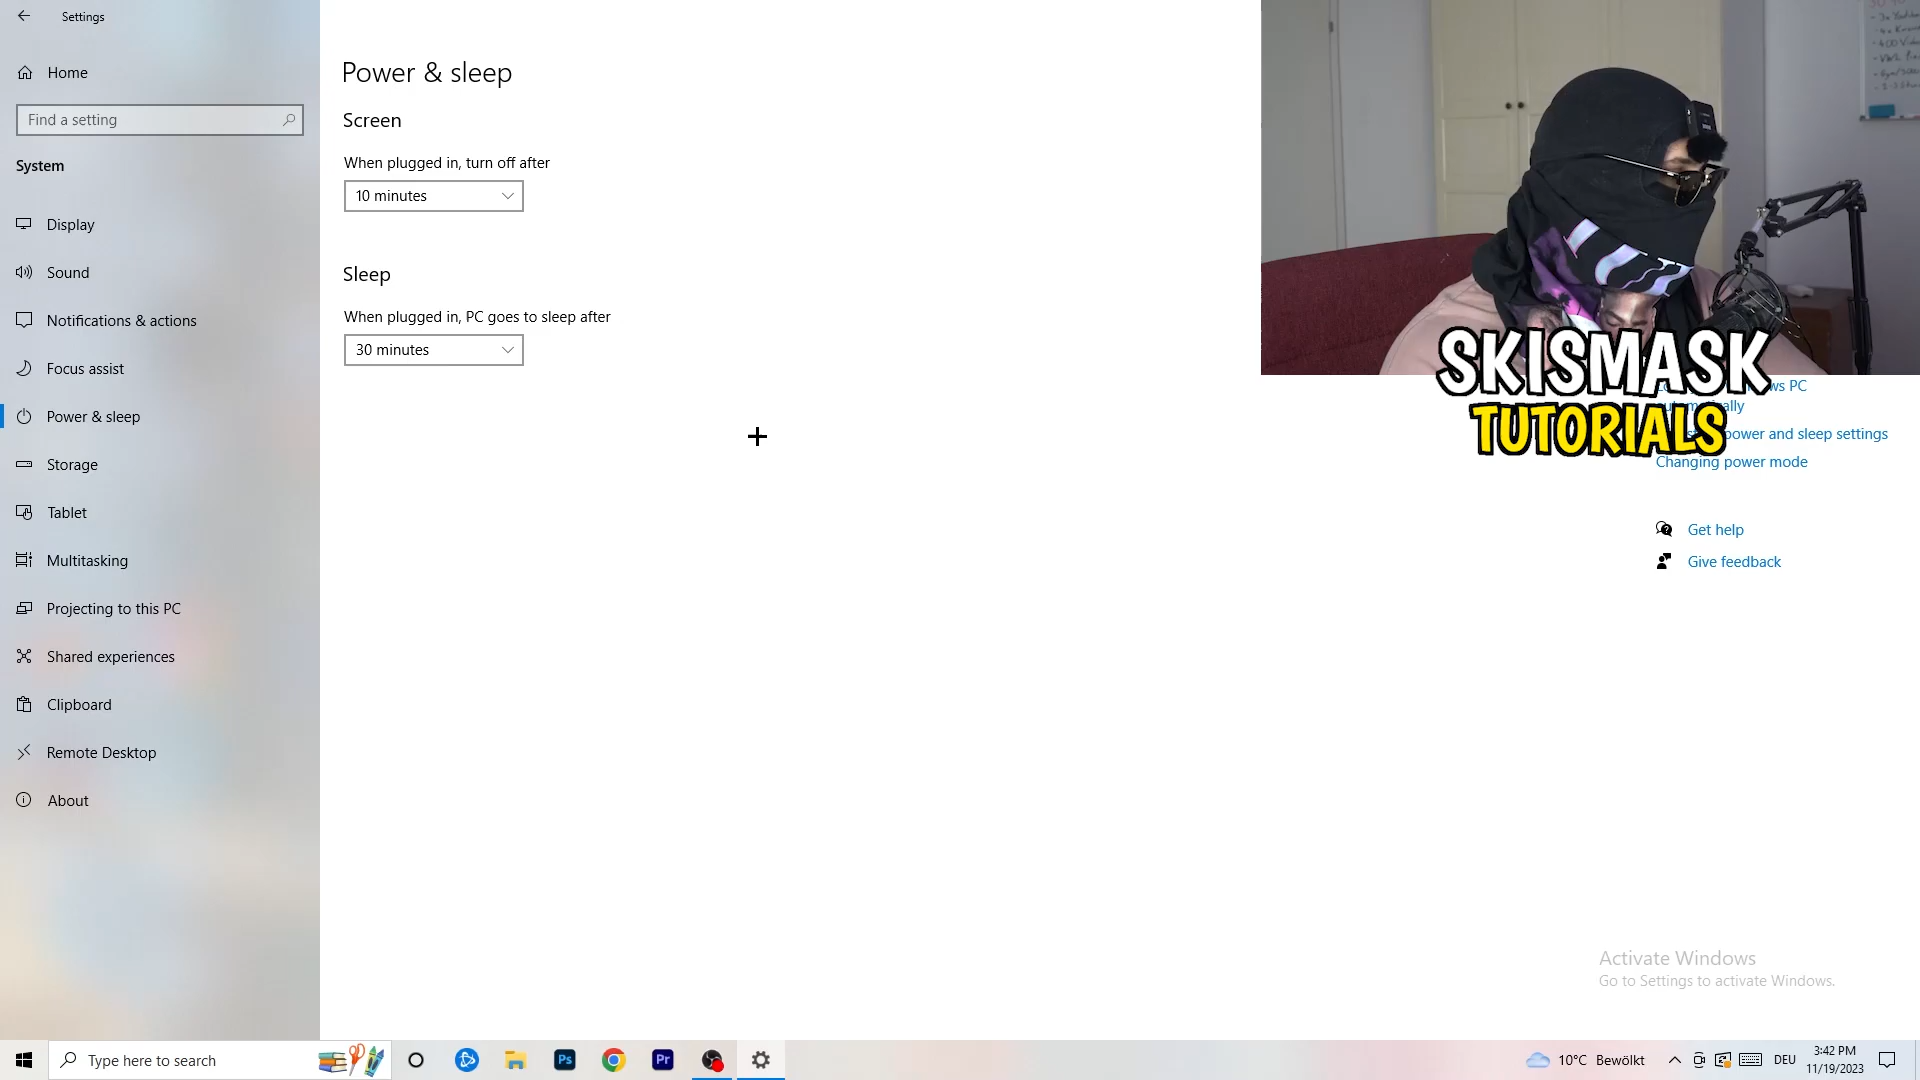 Settings
Home
Find a setting
System
Display
Sound
Notifications & actions
Focus assist
Power & sleep
Storage
Tablet
Multitasking
Projecting to this PC
Shared experiences
Clipboard
Remote Desktop
About
Power & sleep
Screen
When plugged in, turn off after
10 minutes
Sleep
When plugged in, PC goes to sleep after
30 minutes
SKISMASK
TUTORIALS
PC
power and sleep settings
Changing power mode
Get help
Give feedback
Activate Windows
Go to Settings to activate Windows.
Type here to search
Ps
Pr
10°C Bewölkt
DEU
3:42 PM
11/19/2023